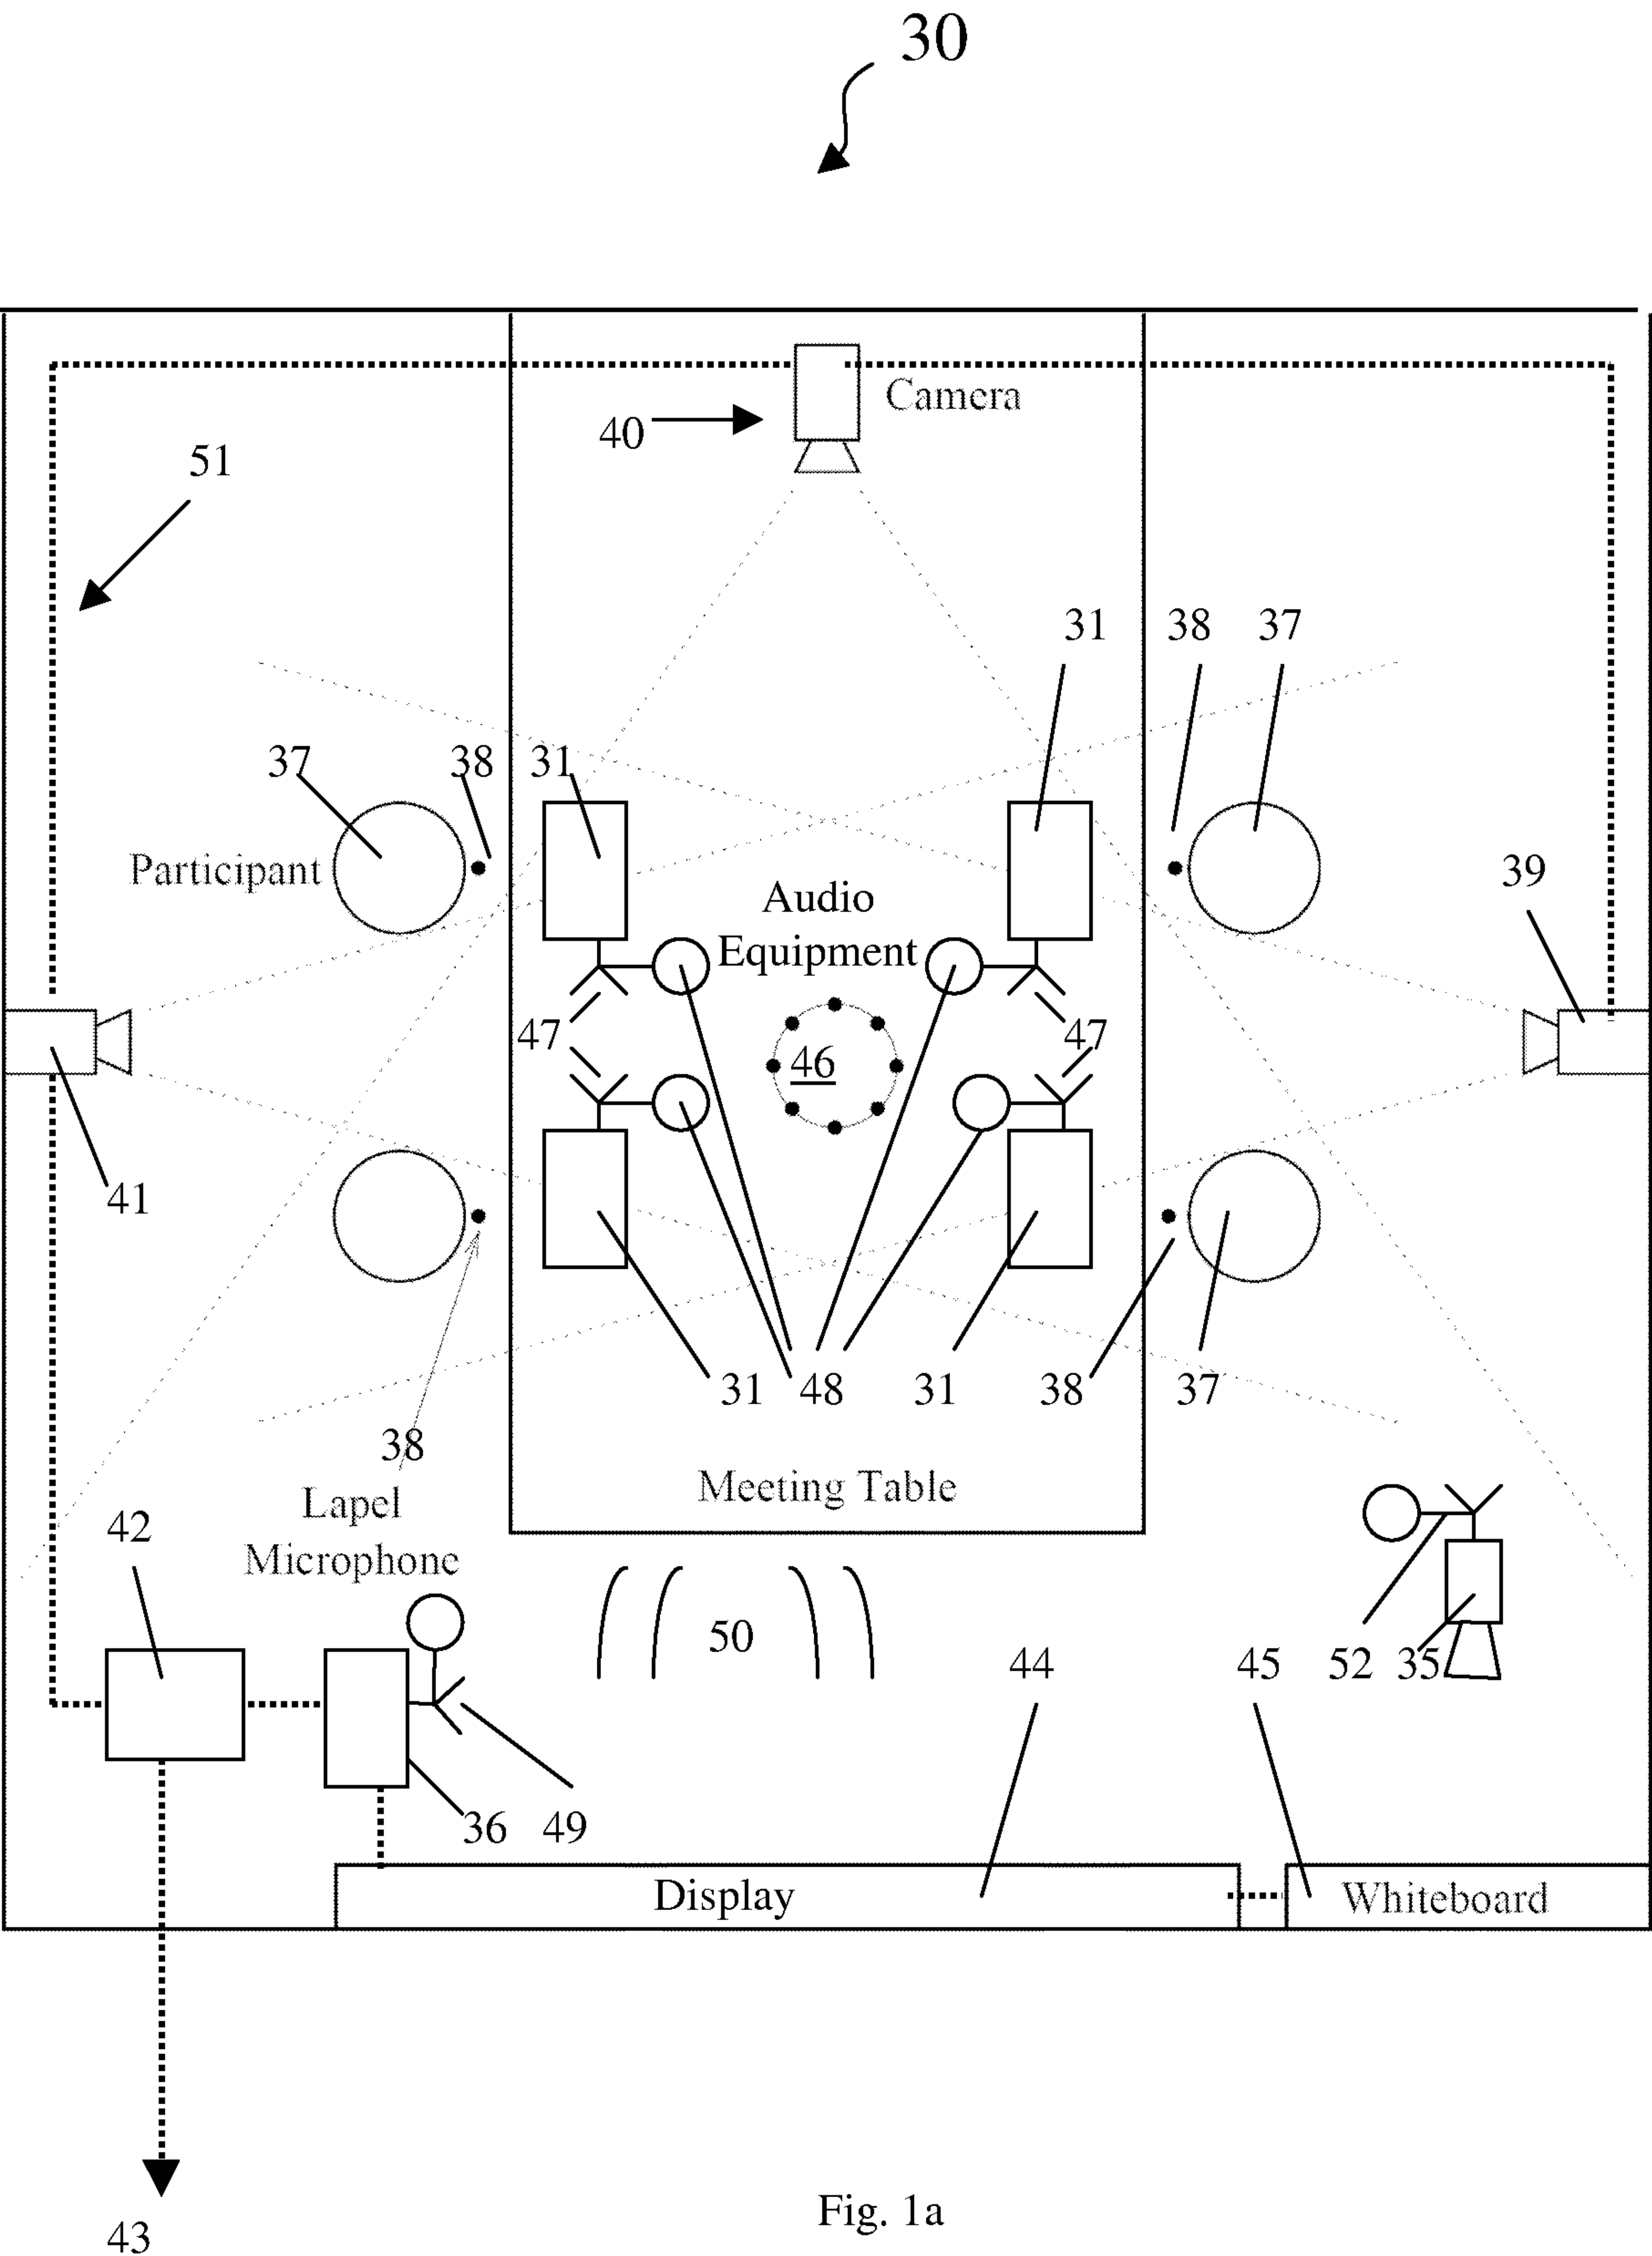 30
Camera
40
51
31 38 37
37 38 31
Participant
39
Audio
Equipment
47 47
46
41
31 48 31 38 37
38
Meeting Table
Lapel
Microphone
42
50
44 45 52 35
36 49
Display
Whiteboard
43
Fig. 1a